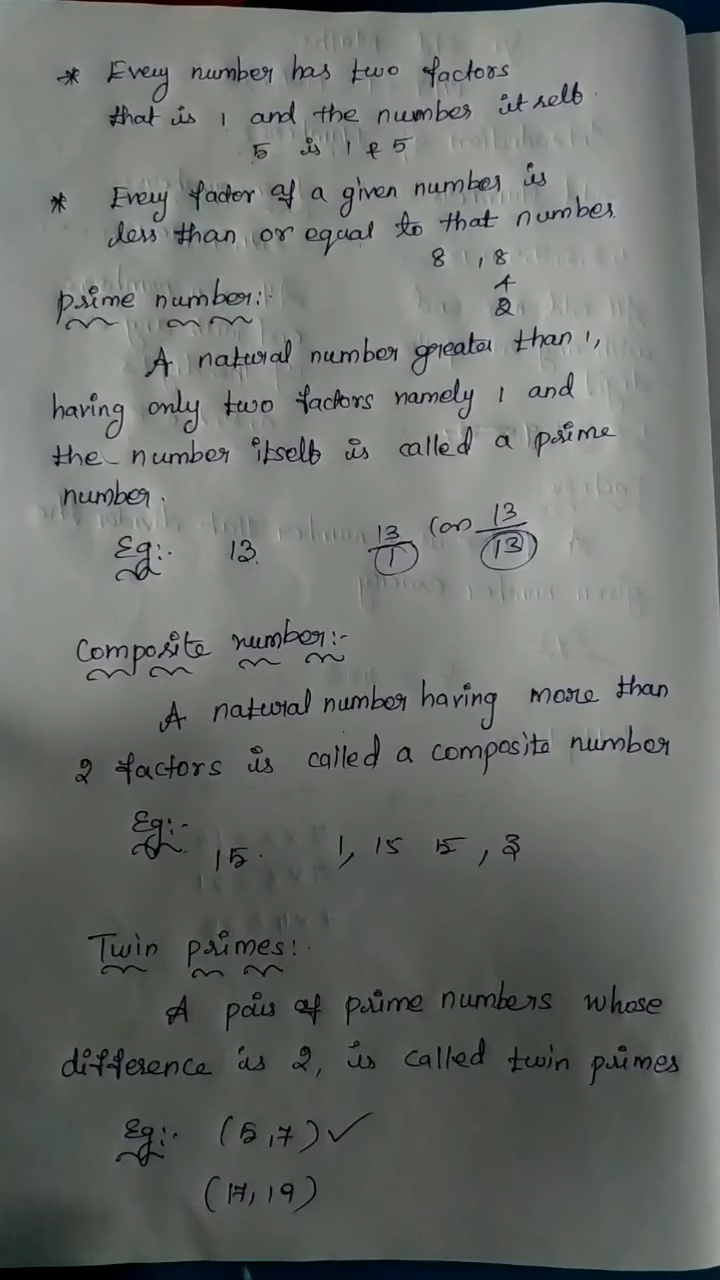 * Every number has two factors
that is 1 and the number it self.
5 is 1 & 5
* Every factor of a given number is
less than or equal to that number.
8 , 8
4
2
Prime number:-
A natural number greater than 1,
having only two factors namely 1 and
the number itself is called a prime
number.
Eg:- 13. 13/1 (or) 13/13
Composite number:-
A natural number having more than
2 factors is called a composite number
Eg:- 15. 1, 15 5, 3
Twin primes:-
A pair of prime numbers whose
difference is 2, is called twin primes
Eg:- (5,7) ✓
(17,19)